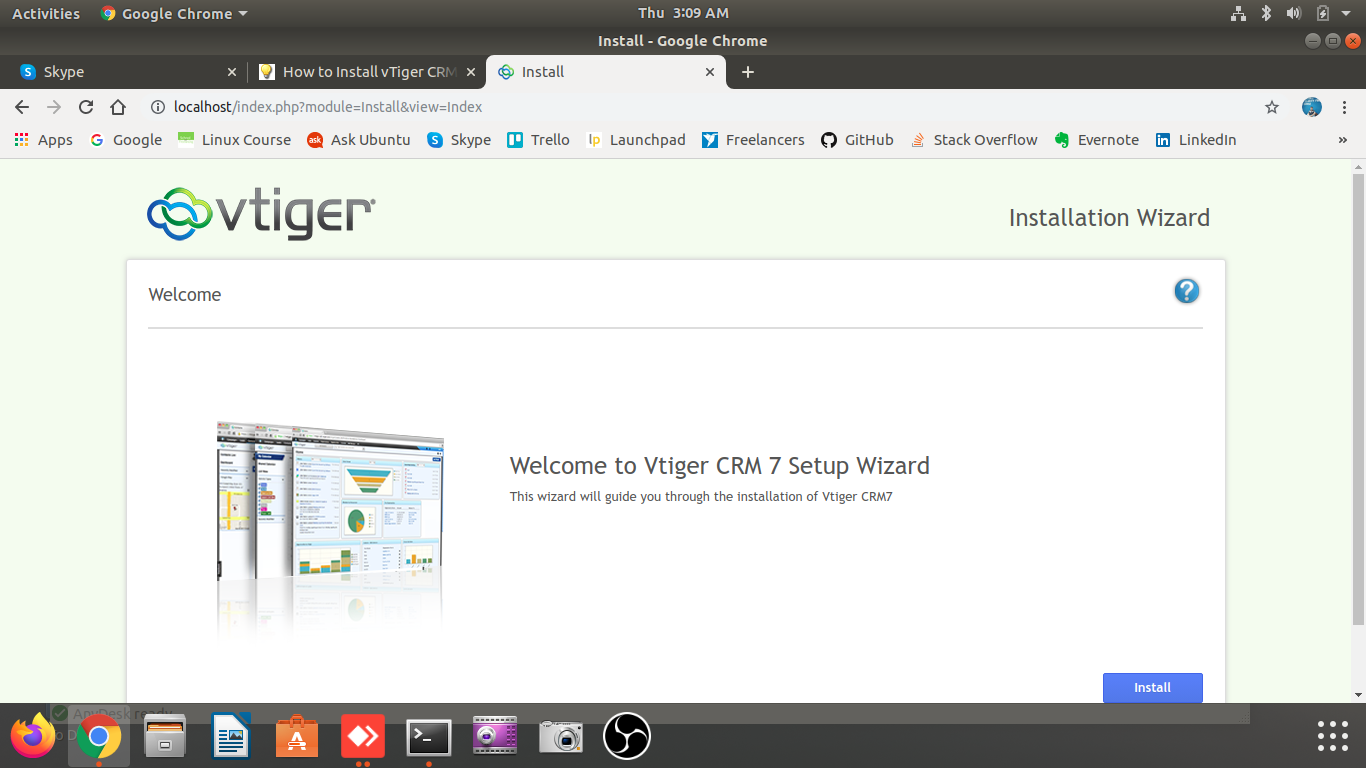 Activities Google Chrome Thu 3:09 AM
Install - Google Chrome
Skype How to Install vTiger CRM Install
localhost/index.php?module=Install&view=Index
Apps Google Linux Course Ask Ubuntu Skype Trello Launchpad Freelancers GitHub Stack Overflow Evernote LinkedIn »
vtiger
Installation Wizard
Welcome
Welcome to Vtiger CRM 7 Setup Wizard
This wizard will guide you through the installation of Vtiger CRM7
Install
AnyDesk ready